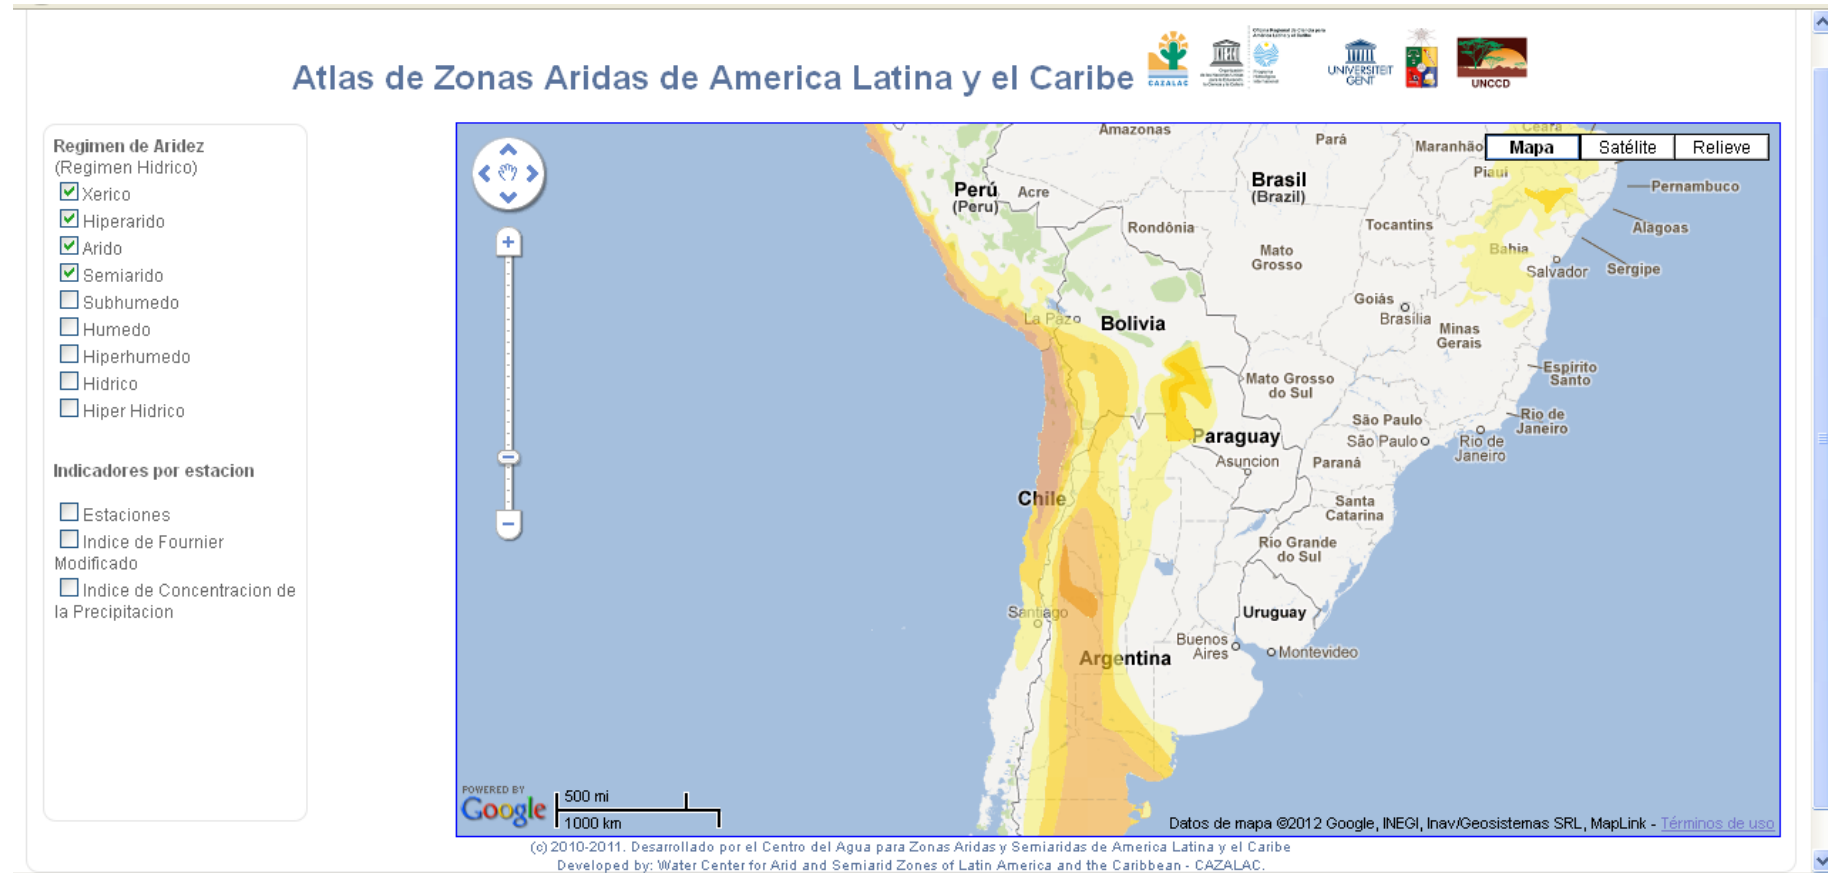 Atlas de Zonas Aridas de America Latina y el Caribe
CAZALAC
UNIVERSITEIT
GENT
UNCCD
Regimen de Aridez
(Regimen Hidrico)
Xerico
Hiperarido
Arido
Semiarido
Subhumedo
Humedo
Hiperhumedo
Hidrico
Hiper Hidrico
Indicadores por estacion
Estaciones
Indice de Fournier
Modificado
Indice de Concentracion de
la Precipitacion
Mapa
Satélite
Relieve
Amazonas
Pará
Maranhão
Ceará
Piauí
Pernambuco
Alagoas
Sergipe
Perú
(Peru)
Acre
Brasil
(Brazil)
Rondônia
Tocantins
Mato
Grosso
Bahia
Salvador
Goiás
Brasília
Minas
Gerais
La Paz
Bolivia
Espírito
Santo
Mato Grosso
do Sul
São Paulo
São Paulo
Rio de
Janeiro
Rio de
Janeiro
Paraguay
Asuncion
Paraná
Santa
Catarina
Chile
Rio Grande
do Sul
Santiago
Uruguay
Buenos
Aires
Montevideo
Argentina
POWERED BY
Google
500 mi
1000 km
Datos de mapa ©2012 Google, INEGI, Inav/Geosistemas SRL, MapLink - Términos de uso
(c) 2010-2011. Desarrollado por el Centro del Agua para Zonas Aridas y Semiaridas de America Latina y el Caribe
Developed by: Water Center for Arid and Semiarid Zones of Latin America and the Caribbean - CAZALAC.